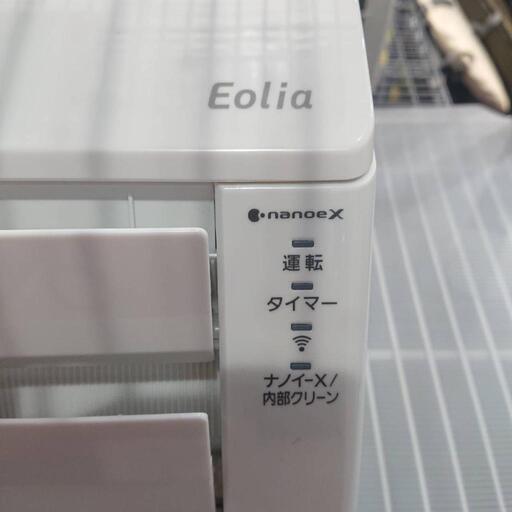 Eolia
nanoeX
運転
タイマー
ナノイーX/
内部クリーン